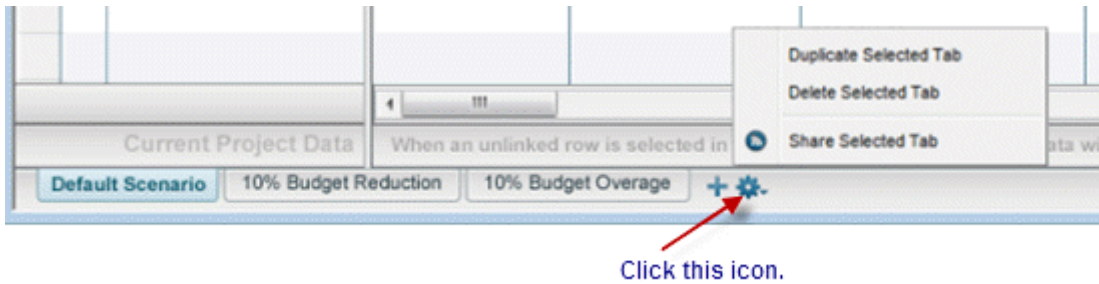 Duplicate Selected Tab
Delete Selected Tab
Share Selected Tab
Current Project Data
When an unlinked row is selected in
ata wi
Default Scenario
10% Budget Reduction
10% Budget Overage
Click this icon.